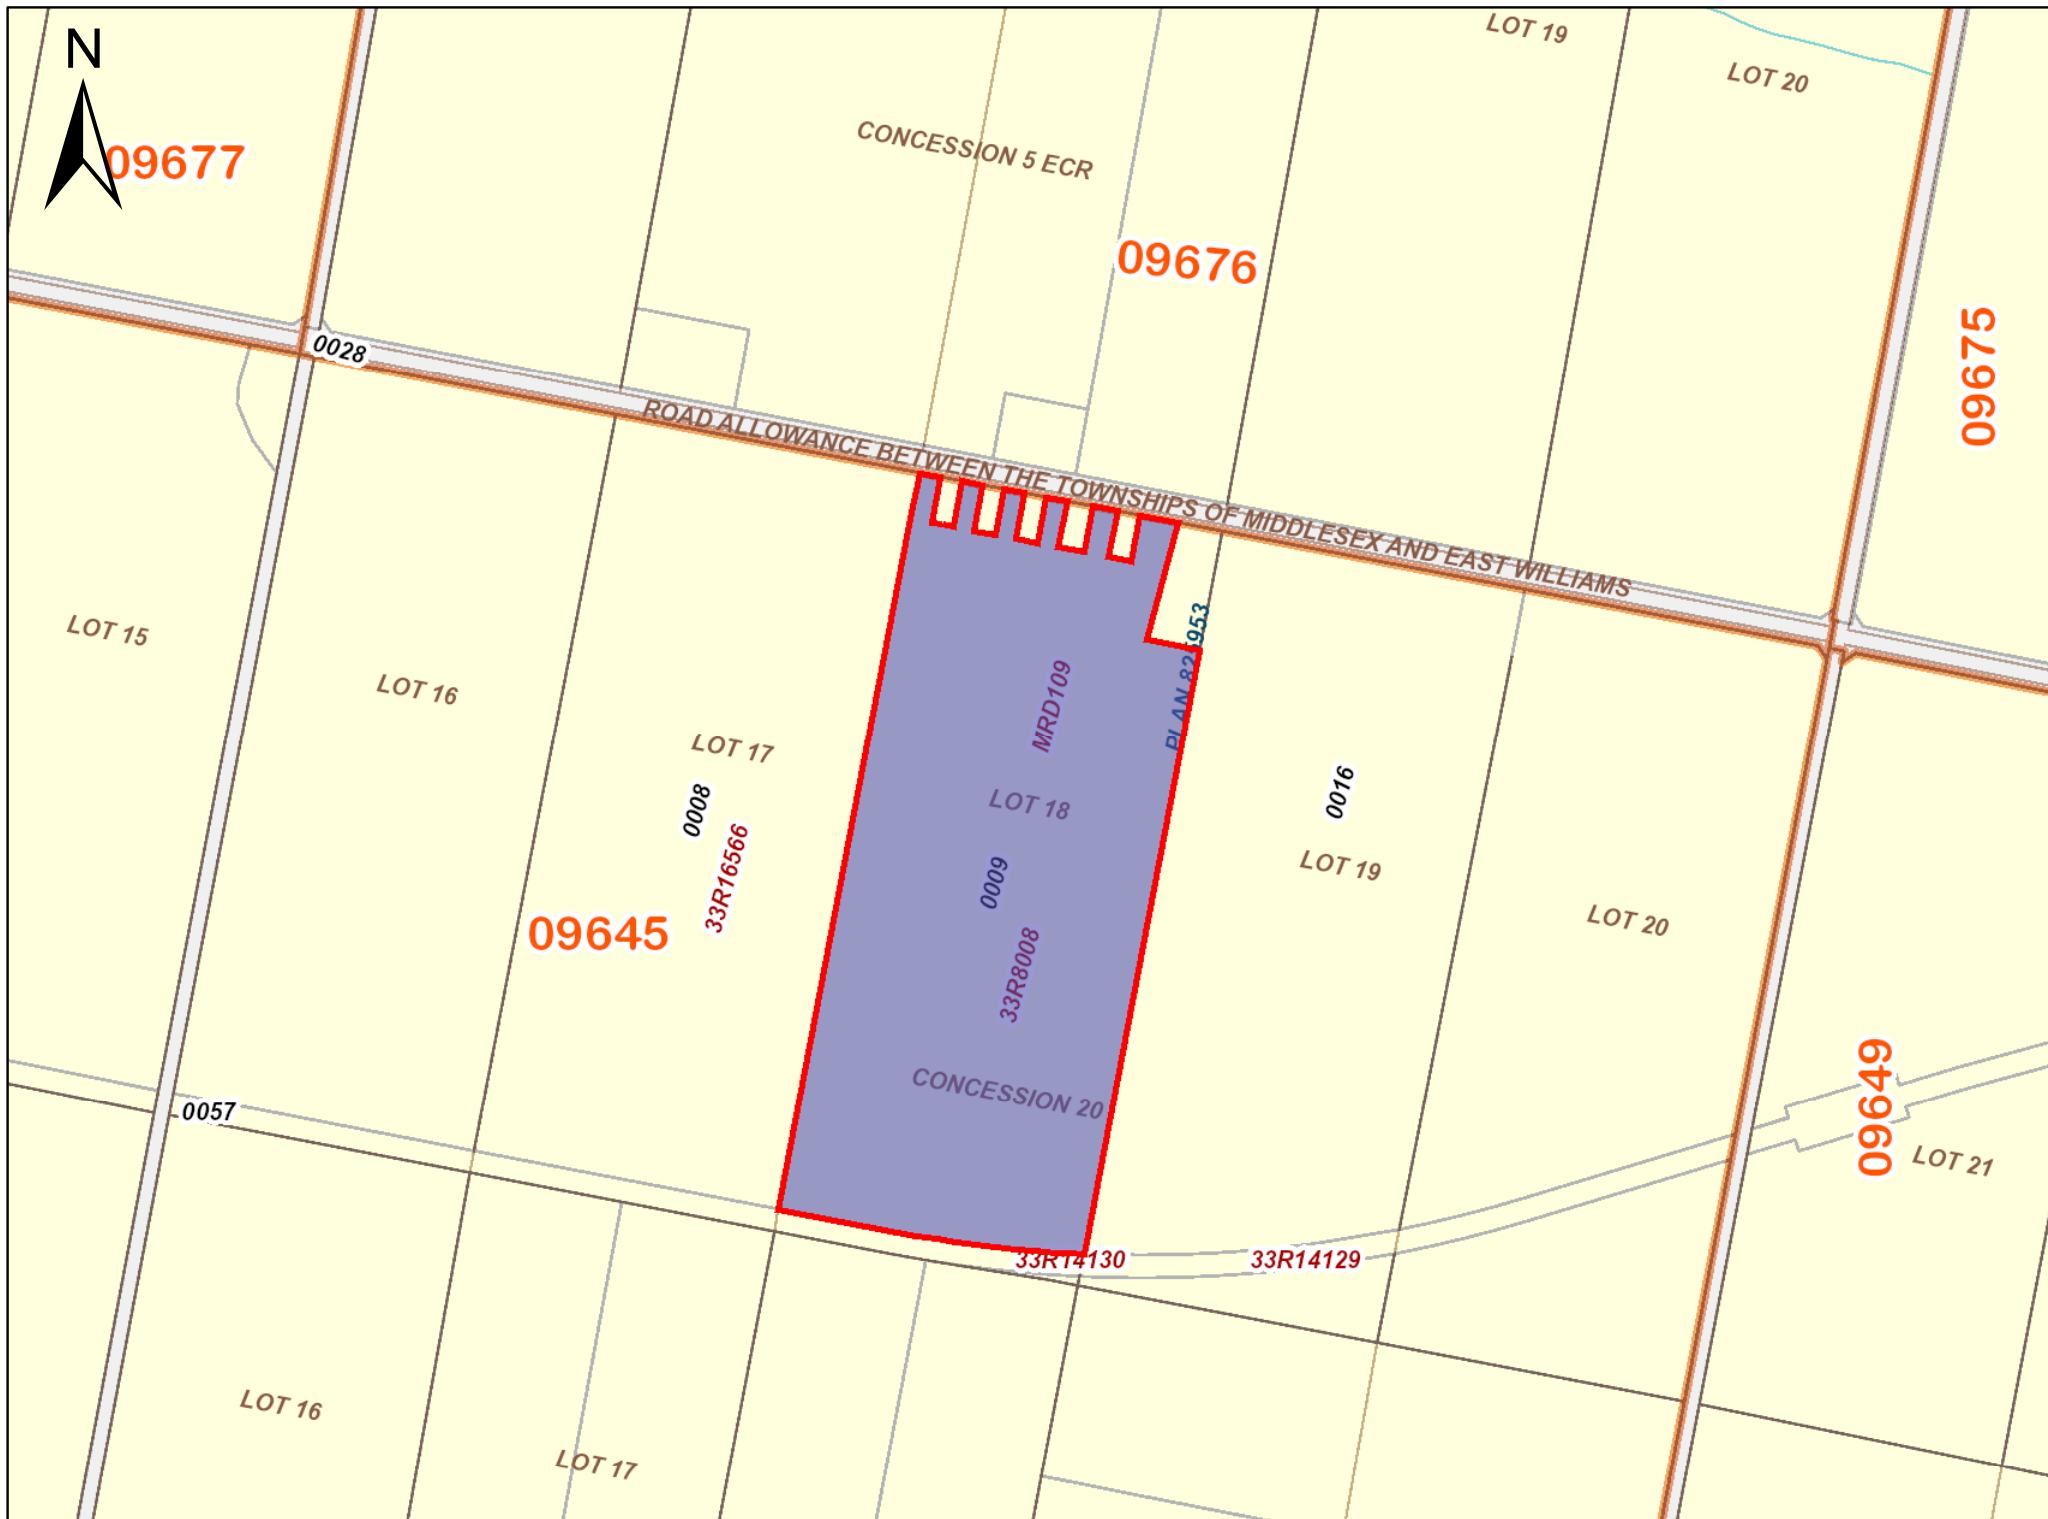 N
LOT 19
LOT 20
CONCESSION 5 ECR
09677
09676
09675
0028
ROAD ALLOWANCE BETWEEN THE TOWNSHIPS OF MIDDLESEX AND EAST WILLIAMS
LOT 15
LOT 16
LOT 17
MRD109
PLAN 825953
LOT 18
0008
33R16566
0016
LOT 19
0009
LOT 20
09645
33R8008
CONCESSION 20
0057
09649
LOT 21
33R14130
33R14129
LOT 16
LOT 17